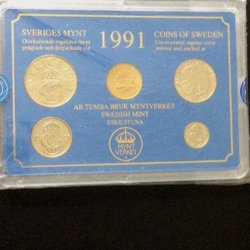 SVERIGES MYNT
Ocirkulerade reguljära mynt
präglade och förpackade vid
1991
COINS OF SWEDEN
Uncirculated regular coins
minted and packed at
AB TUMBA BRUK MYNTVERKET
SWEDISH MINT
ESKILSTUNA
MYNT
VERKET